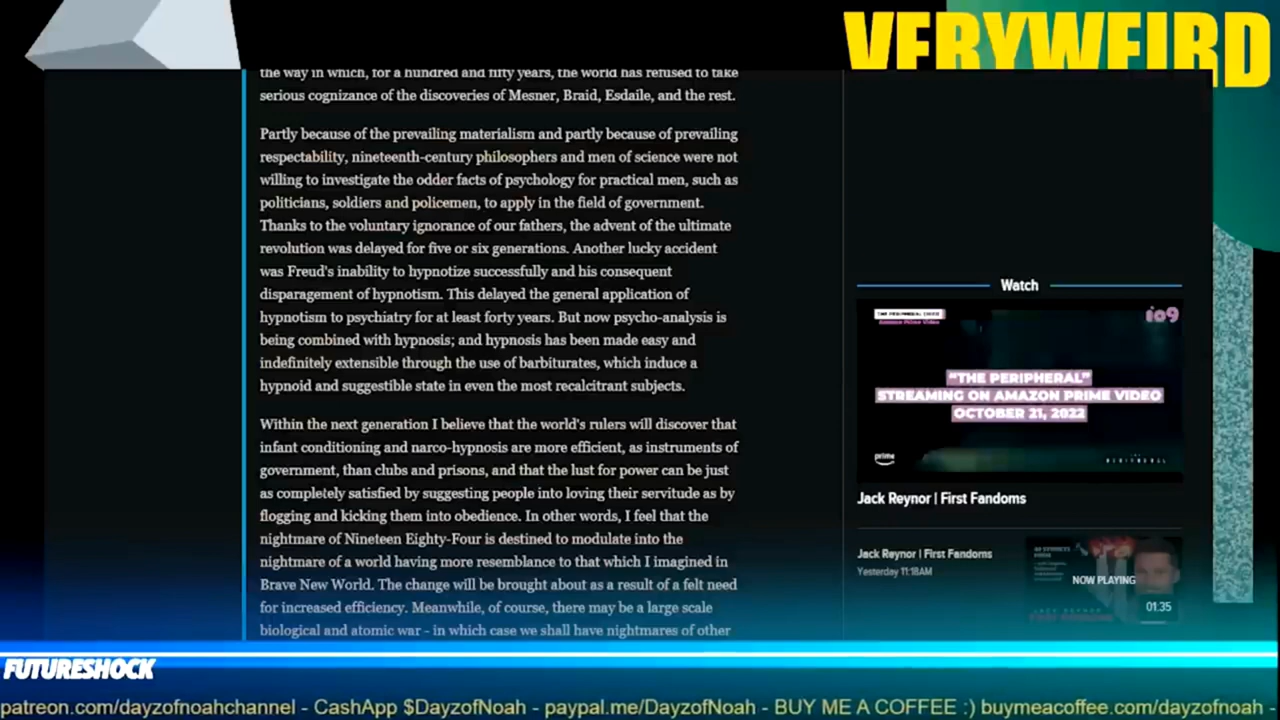 VERYWEIRD
the way in which, for a hundred and fifty years, the world has refused to take
serious cognizance of the discoveries of Mesner, Braid, Esdaile, and the rest.
Partly because of the prevailing materialism and partly because of prevailing
respectability, nineteenth-century philosophers and men of science were not
willing to investigate the odder facts of psychology for practical men, such as
politicians, soldiers and policemen, to apply in the field of government.
Thanks to the voluntary ignorance of our fathers, the advent of the ultimate
revolution was delayed for five or six generations. Another lucky accident
was Freud's inability to hypnotize successfully and his consequent
disparagement of hypnotism. This delayed the general application of
hypnotism to psychiatry for at least forty years. But now psycho-analysis is
being combined with hypnosis; and hypnosis has been made easy and
indefinitely extensible through the use of barbiturates, which induce a
hypnoid and suggestible state in even the most recalcitrant subjects.
Within the next generation I believe that the world's rulers will discover that
infant conditioning and narco-hypnosis are more efficient, as instruments of
government, than clubs and prisons, and that the lust for power can be just
as completely satisfied by suggesting people into loving their servitude as by
flogging and kicking them into obedience. In other words, I feel that the
nightmare of Nineteen Eighty-Four is destined to modulate into the
nightmare of a world having more resemblance to that which I imagined in
Brave New World. The change will be brought about as a result of a felt need
for increased efficiency. Meanwhile, of course, there may be a large scale
biological and atomic war - in which case we shall have nightmares of other
Watch
Amazon Prime Video
io9
"THE PERIPHERAL"
STREAMING ON AMAZON PRIME VIDEO
OCTOBER 21, 2022
prime
Jack Reynor | First Fandoms
Jack Reynor | First Fandoms
Yesterday 11:18AM
NOW PLAYING
01:35
FUTURESHOCK
patreon.com/dayzofnoahchannel - CashApp $DayzofNoah - paypal.me/DayzofNoah - BUY ME A COFFEE :) buymeacoffee.com/dayzofnoah -